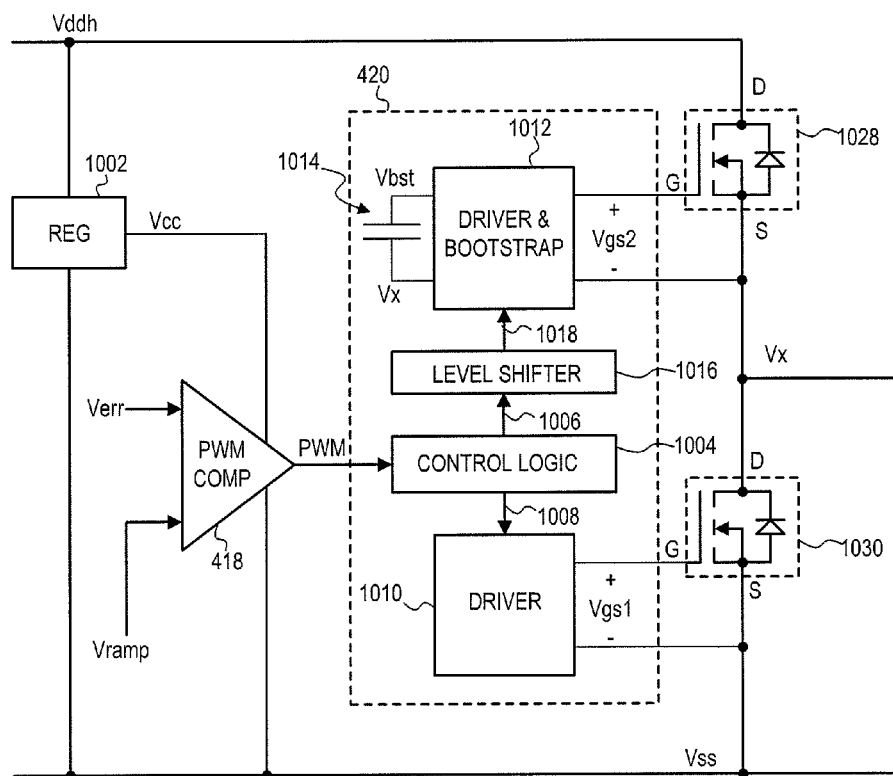 Vddh
420
D
1012
1028
1002
1014
Vbst
G
REG
Vcc
DRIVER &
BOOTSTRAP
+
Vgs2
-
S
Vx
1018
Vx
LEVEL SHIFTER
1016
Verr
1006
1004
PWM
COMP
PWM
CONTROL LOGIC
D
1008
418
G
1030
1010
DRIVER
+
Vgs1
-
S
Vramp
Vss